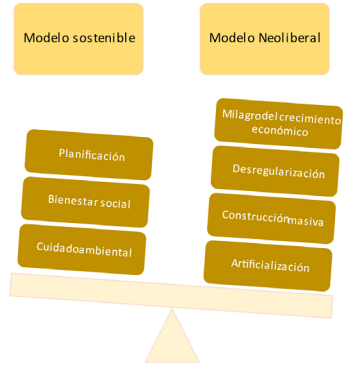 Modelo sostenible
Modelo Neoliberal
Planificación
Bienestar social
Cuidadoambiental
Milagrodel crecimiento
económico
Desregularización
Construcciónmasiva
Artificialización